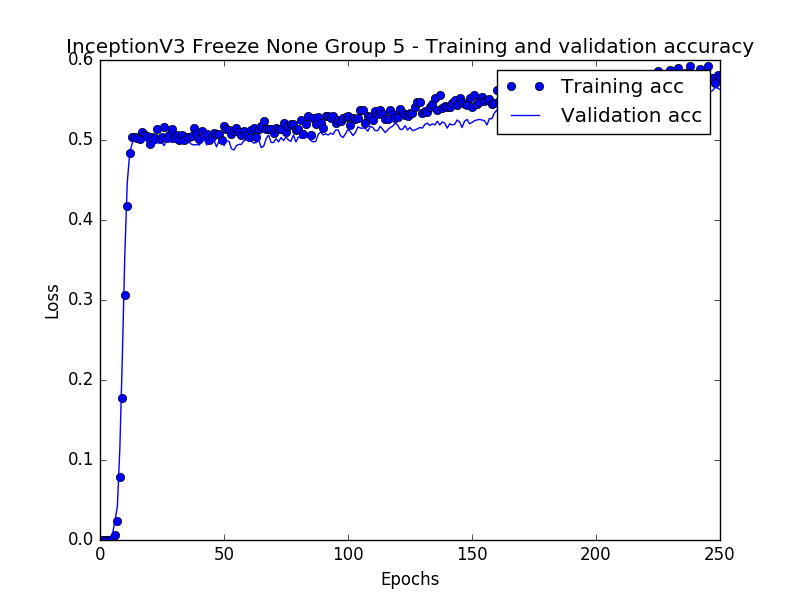 InceptionV3 Freeze None Group 5 - Training and validation accuracy
0.6
Training acc
Validation acc
0.5
0.4
0.3
0.2
0.1
0.0
Loss
0 50 100 150 200 250
Epochs